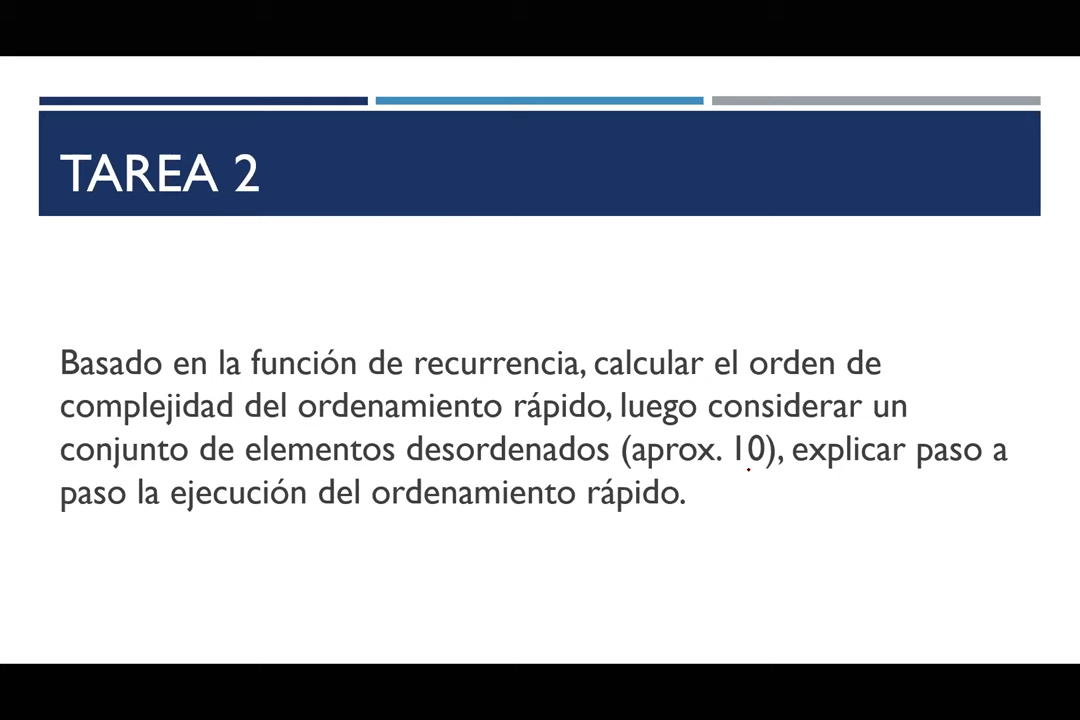 TAREA 2
Basado en la función de recurrencia, calcular el orden de
complejidad del ordenamiento rápido, luego considerar un
conjunto de elementos desordenados (aprox. 10), explicar paso a
paso la ejecución del ordenamiento rápido.